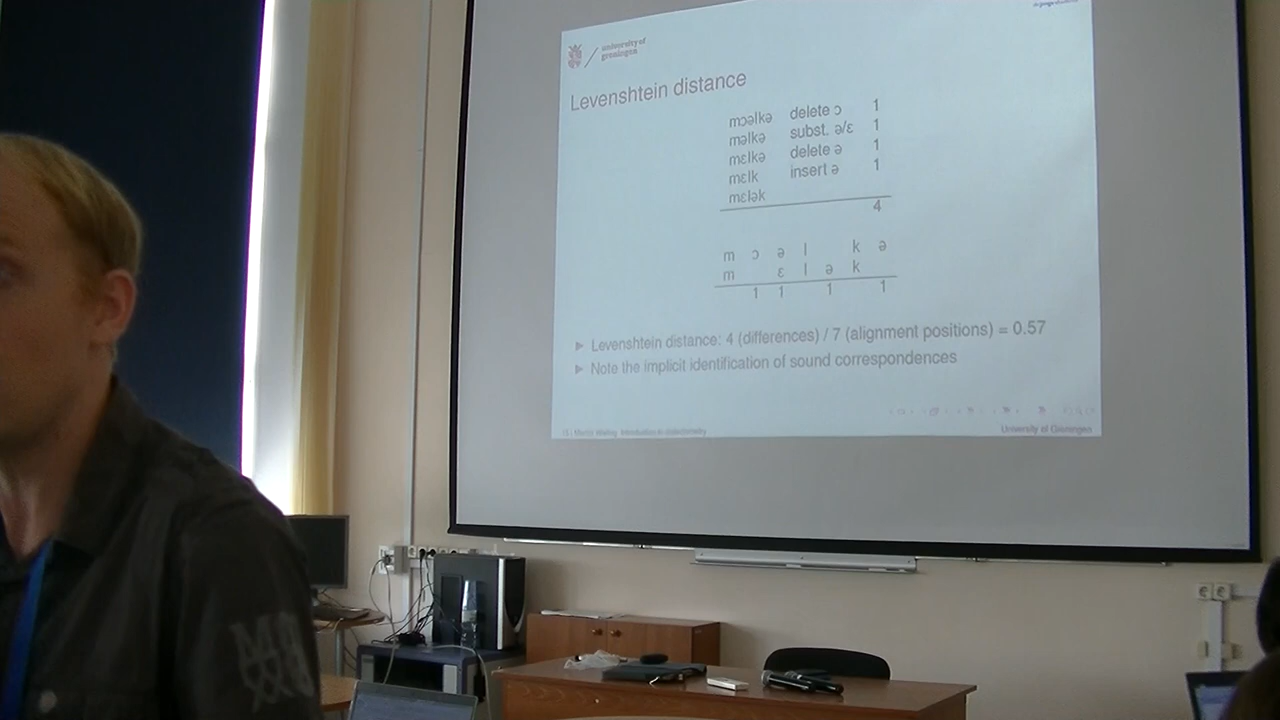 university of
groningen
Levenshtein distance
mɔəlkə delete ɔ 1
məlkə subst. ə/ɛ 1
mɛlkə delete ə 1
mɛlk insert ə 1
mɛlək
4
m ɔ ə l k ə
m ɛ l ə k
1 1 1 1
▶ Levenshtein distance: 4 (differences) / 7 (alignment positions) = 0.57
▶ Note the implicit identification of sound correspondences
University of Groningen